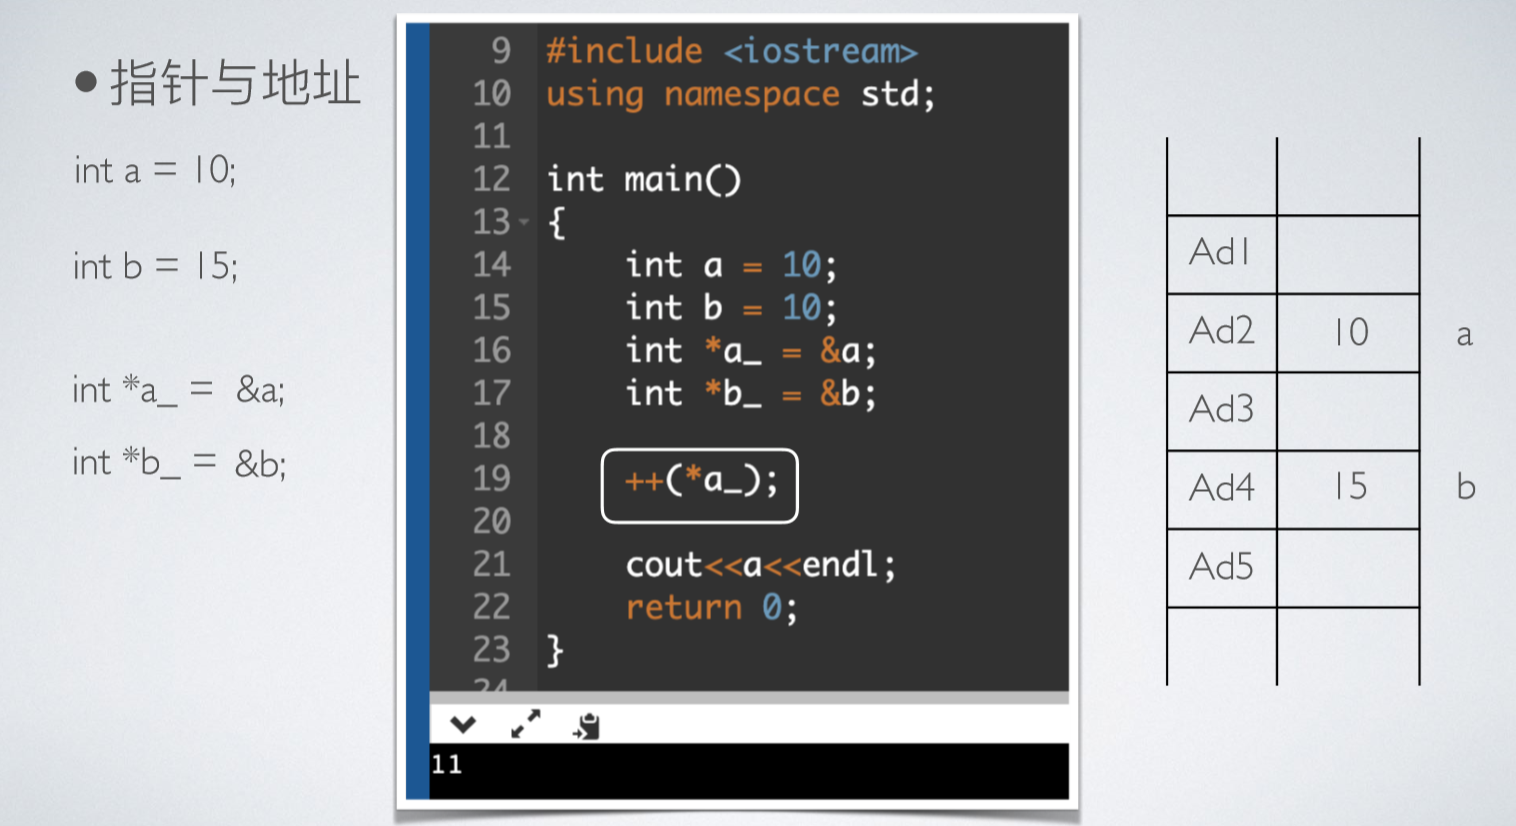 • 指针与地址
int a = 10;
int b = 15;
int *a_ = &a;
int *b_ = &b;
9 #include <iostream>
10 using namespace std;
11
12 int main()
13 {
14 int a = 10;
15 int b = 10;
16 int *a_ = &a;
17 int *b_ = &b;
18
19 ++(*a_);
20
21 cout<<a<<endl;
22 return 0;
23 }
24
11
Ad1
Ad2 10 a
Ad3
Ad4 15 b
Ad5